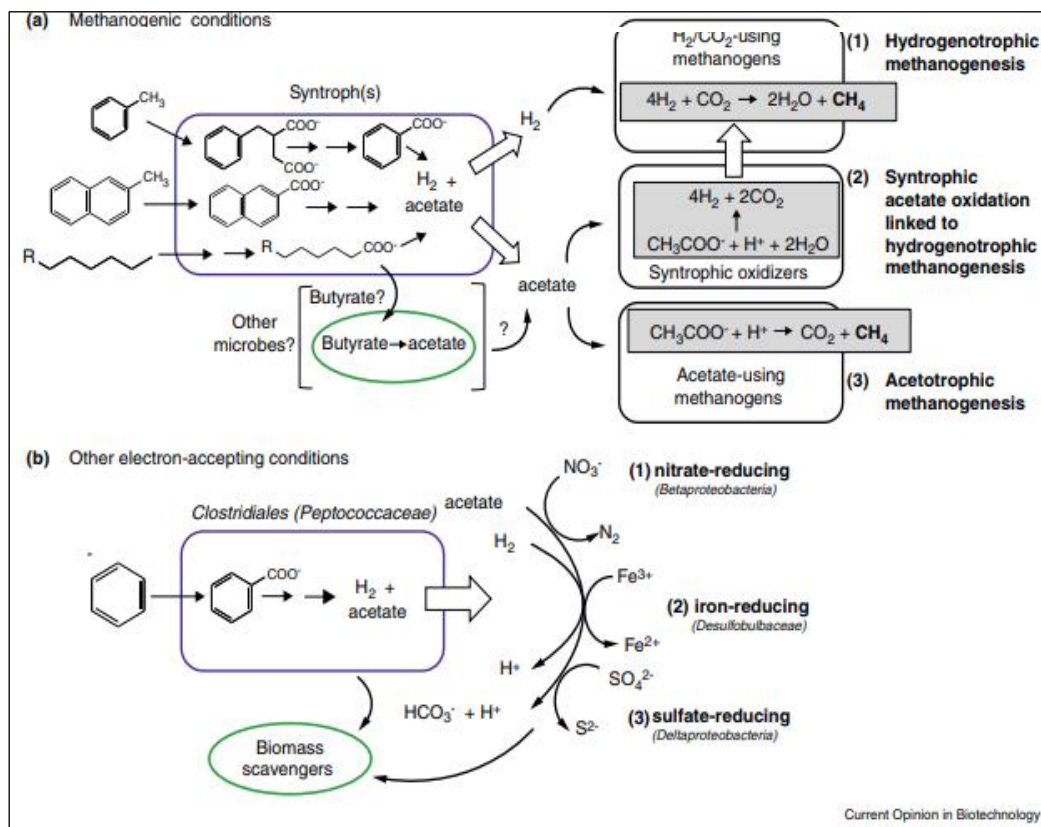 (a) Methanogenic conditions
H₂/CO₂-using
methanogens
(1) Hydrogenotrophic
methanogenesis
4H₂ + CO₂ → 2H₂O + CH₄
Syntroph(s)
CH₃
COO⁻
COO⁻
COO⁻
H₂
CH₃
COO⁻
H₂ +
acetate
(2) Syntrophic
acetate oxidation
linked to
hydrogenotrophic
methanogenesis
4H₂ + 2CO₂
CH₃COO⁻ + H⁺ + 2H₂O
Syntrophic oxidizers
R
R
COO⁻
acetate
Other
microbes?
Butyrate?
Butyrate→acetate
?
CH₃COO⁻ + H⁺ → CO₂ + CH₄
Acetate-using
methanogens
(3) Acetotrophic
methanogenesis
(b) Other electron-accepting conditions
Clostridiales (Peptococcaceae)
COO⁻
H₂ +
acetate
acetate
H₂
NO₃⁻
N₂
(1) nitrate-reducing
(Betaproteobacteria)
Fe³⁺
Fe²⁺
(2) iron-reducing
(Desulfobulbaceae)
H⁺
HCO₃⁻ + H⁺
SO₄²⁻
S²⁻
(3) sulfate-reducing
(Deltaproteobacteria)
Biomass
scavengers
Current Opinion in Biotechnology